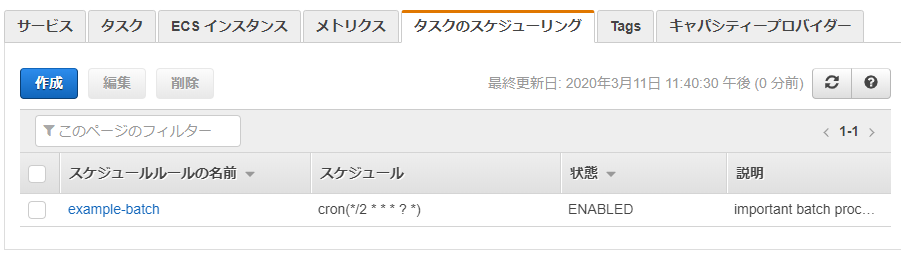 サービス タスク ECS インスタンス メトリクス タスクのスケジューリング Tags キャパシティープロバイダー
作成 編集 削除 最終更新日: 2020年3月11日 11:40:30 午後 (0 分前)
このページのフィルター 1-1
スケジュールルールの名前 スケジュール 状態 説明
example-batch cron(*/2 * * * ? *) ENABLED important batch proc…